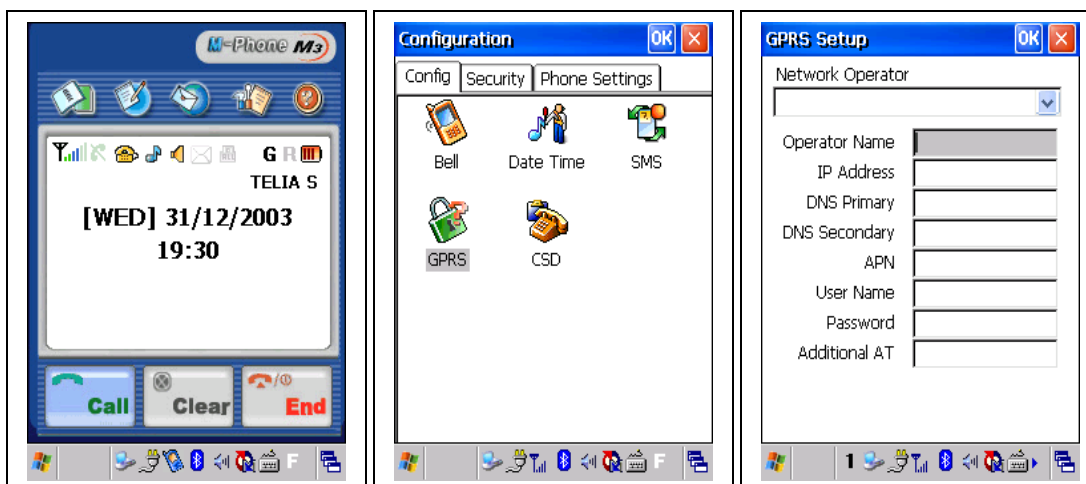 M-Phone M3
G R
TELIA S
[WED] 31/12/2003
19:30
Call
Clear
End
F
Configuration
OK
Config
Security
Phone Settings
Bell
Date Time
SMS
GPRS
CSD
F
GPRS Setup
OK
Network Operator
Operator Name
IP Address
DNS Primary
DNS Secondary
APN
User Name
Password
Additional AT
1